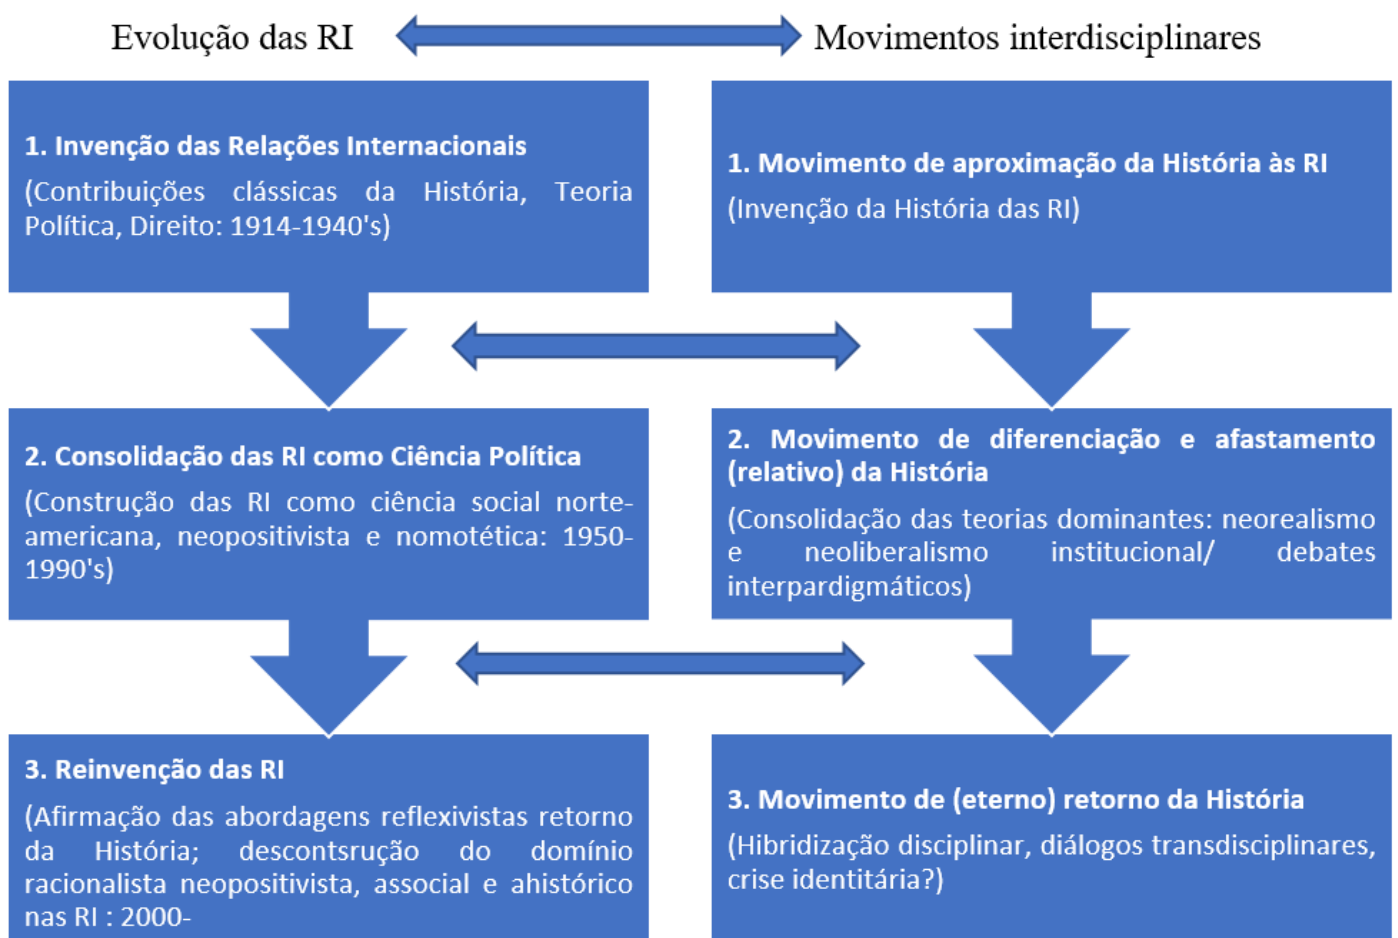 Evolução das RI
Movimentos interdisciplinares
1. Invenção das Relações Internacionais
(Contribuições clássicas da História, Teoria
Política, Direito: 1914-1940's)
1. Movimento de aproximação da História às RI
(Invenção da História das RI)
2. Consolidação das RI como Ciência Política
(Construção das RI como ciência social norte-
americana, neopositivista e nomotética: 1950-
1990's)
2. Movimento de diferenciação e afastamento
(relativo) da História
(Consolidação das teorias dominantes: neorealismo
e neoliberalismo institucional/ debates
interpardigmáticos)
3. Reinvenção das RI
(Afirmação das abordagens reflexivistas retorno
da História; descontsrução do domínio
racionalista neopositivista, associal e ahistórico
nas RI : 2000-
3. Movimento de (eterno) retorno da História
(Hibridização disciplinar, diálogos transdisciplinares,
crise identitária?)